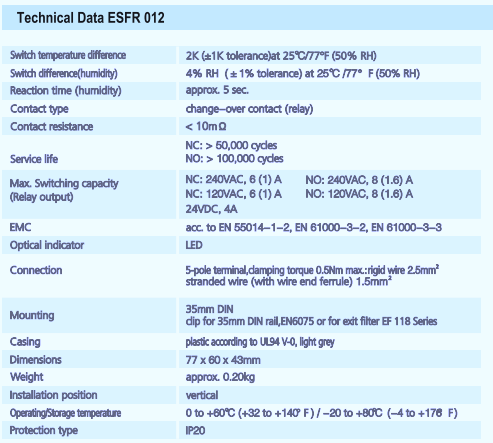 Technical Data ESFR 012
Switch temperature difference 2K (±1K tolerance)at 25℃/77°F (50% RH)
Switch difference(humidity) 4% RH ( ± 1% tolerance) at 25℃ /77° F (50% RH)
Reaction time (humidity) approx. 5 sec.
Contact type change–over contact (relay)
Contact resistance < 10mΩ
NC: > 50,000 cycles
Service life NO: > 100,000 cycles
Max. Switching capacity NC: 240VAC, 6 (1) A NO: 240VAC, 8 (1.6) A
(Relay output) NC: 120VAC, 6 (1) A NO: 120VAC, 8 (1.6) A
24VDC, 4A
EMC acc. to EN 55014–1–2, EN 61000–3–2, EN 61000–3–3
Optical indicator LED
Connection 5-pole terminal,clamping torque 0.5Nm max.:rigid wire 2.5mm²
stranded wire (with wire end ferrule) 1.5mm²
Mounting 35mm DIN
clip for 35mm DIN rail,EN6075 or for exit filter EF 118 Series
Casing plastic according to UL94 V-0, light grey
Dimensions 77 x 60 x 43mm
Weight approx. 0.20kg
Installation position vertical
Operating/Storage temperature 0 to +60℃ (+32 to +140° F) / –20 to +80℃ (–4 to +176° F)
Protection type IP20